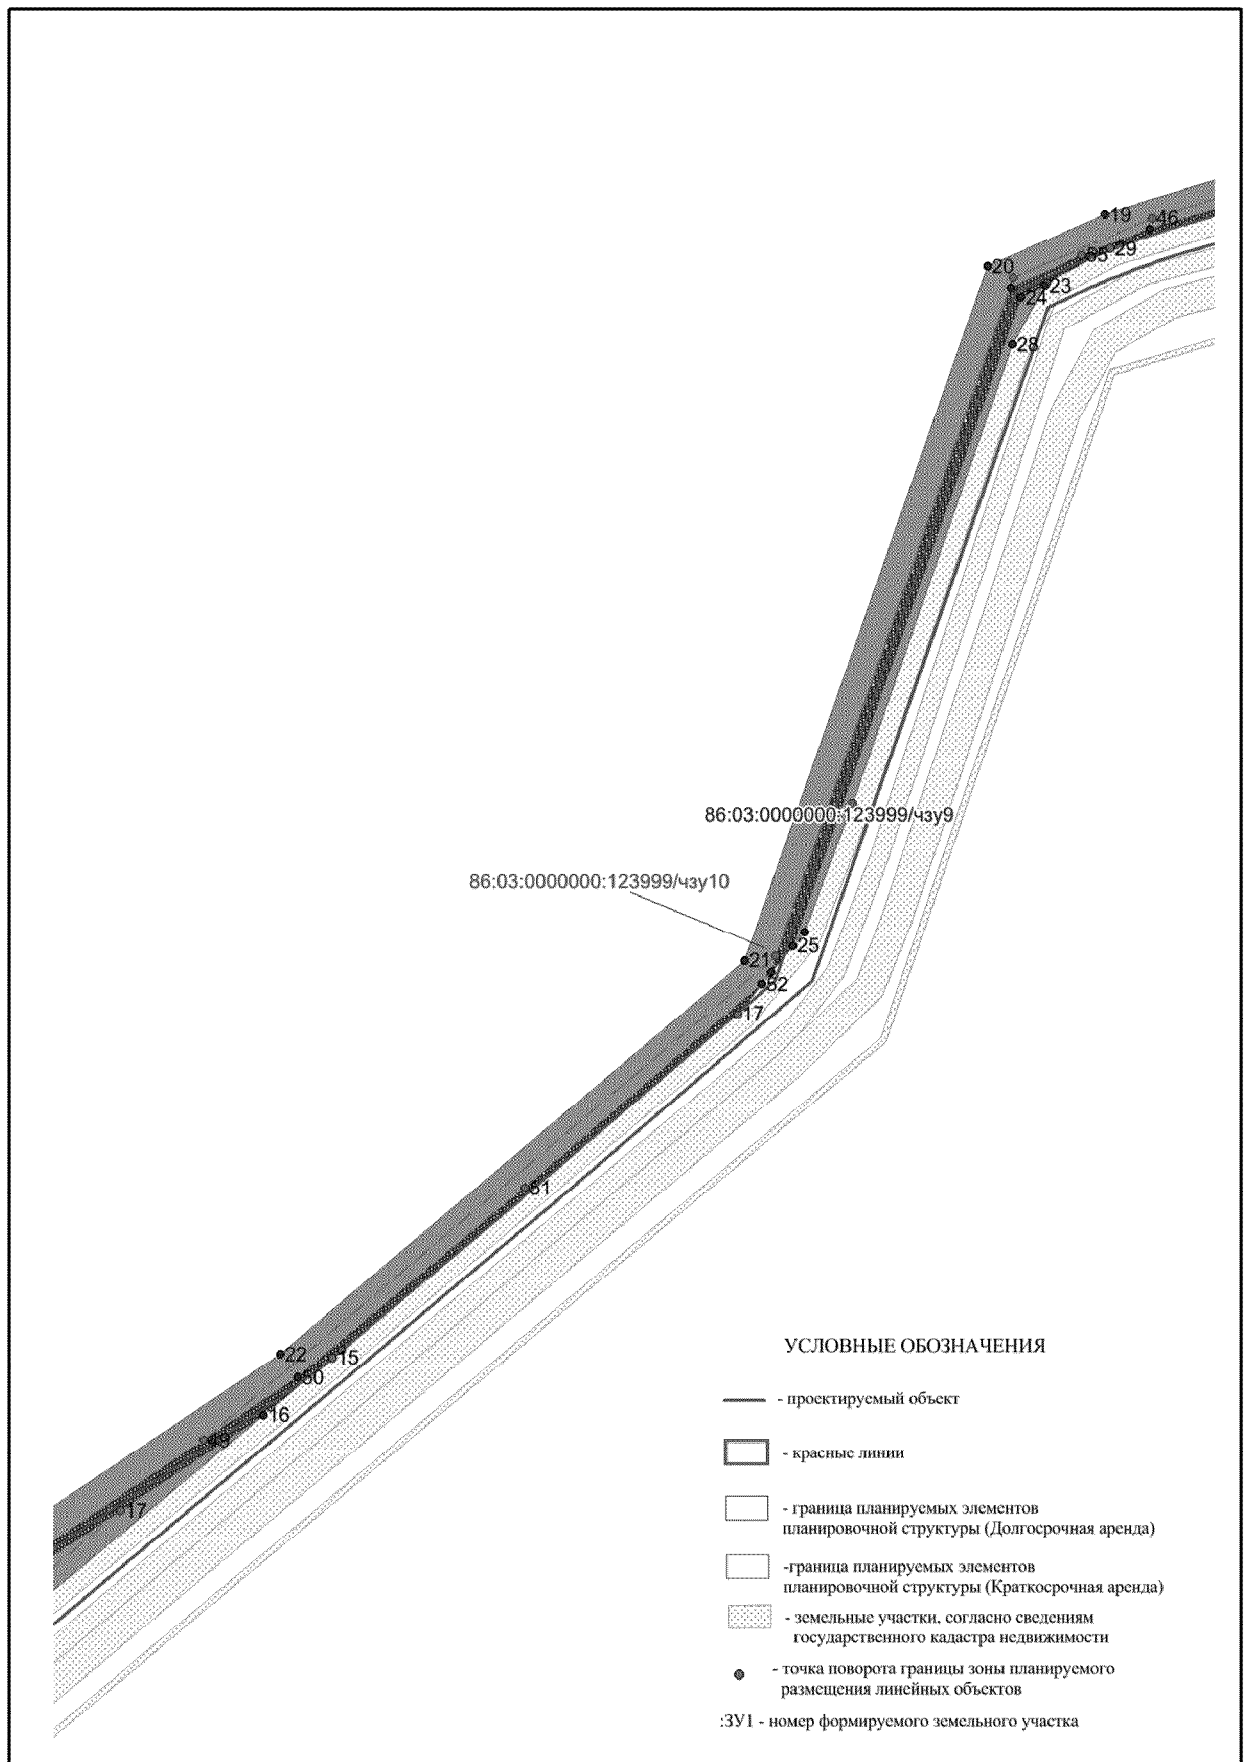 19
46
20
55
29
23
24
28
86:03:0000000:123999/чзу9
86:03:0000000:123999/чзу10
25
21
52
17
51
22
15
50
16
49
17
УСЛОВНЫЕ ОБОЗНАЧЕНИЯ
- проектируемый объект
- красные линии
- граница планируемых элементов
планировочной структуры (Долгосрочная аренда)
-граница планируемых элементов
планировочной структуры (Краткосрочная аренда)
- земельные участки, согласно сведениям
государственного кадастра недвижимости
- точка поворота границы зоны планируемого
размещения линейных объектов
:ЗУ1 - номер формируемого земельного участка